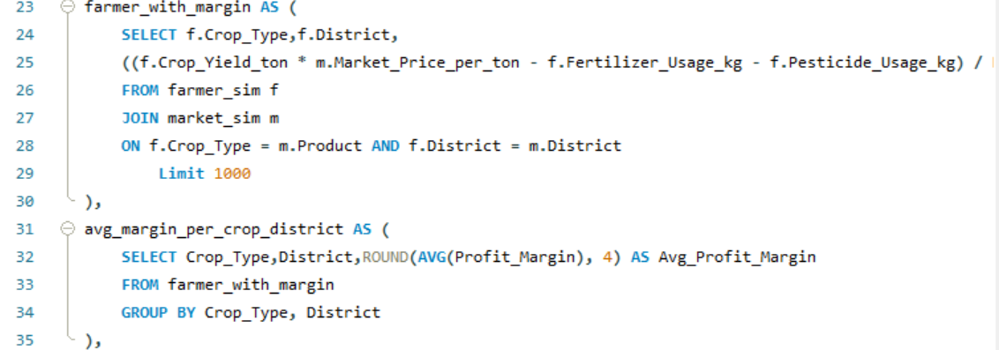 23 farmer_with_margin AS (
24 SELECT f.Crop_Type,f.District,
25 ((f.Crop_Yield_ton * m.Market_Price_per_ton - f.Fertilizer_Usage_kg - f.Pesticide_Usage_kg) /
26 FROM farmer_sim f
27 JOIN market_sim m
28 ON f.Crop_Type = m.Product AND f.District = m.District
29 Limit 1000
30 ),
31 avg_margin_per_crop_district AS (
32 SELECT Crop_Type,District,ROUND(AVG(Profit_Margin), 4) AS Avg_Profit_Margin
33 FROM farmer_with_margin
34 GROUP BY Crop_Type, District
35 ),